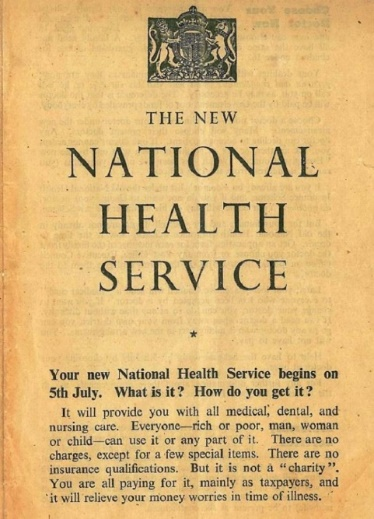 THE NEW
NATIONAL
HEALTH
SERVICE
Your new National Health Service begins on
5th July. What is it? How do you get it?
It will provide you with all medical, dental, and
nursing care. Everyone—rich or poor, man, woman
or child—can use it or any part of it. There are no
charges, except for a few special items. There are no
insurance qualifications. But it is not a “charity”.
You are all paying for it, mainly as taxpayers, and
it will relieve your money worries in time of illness.